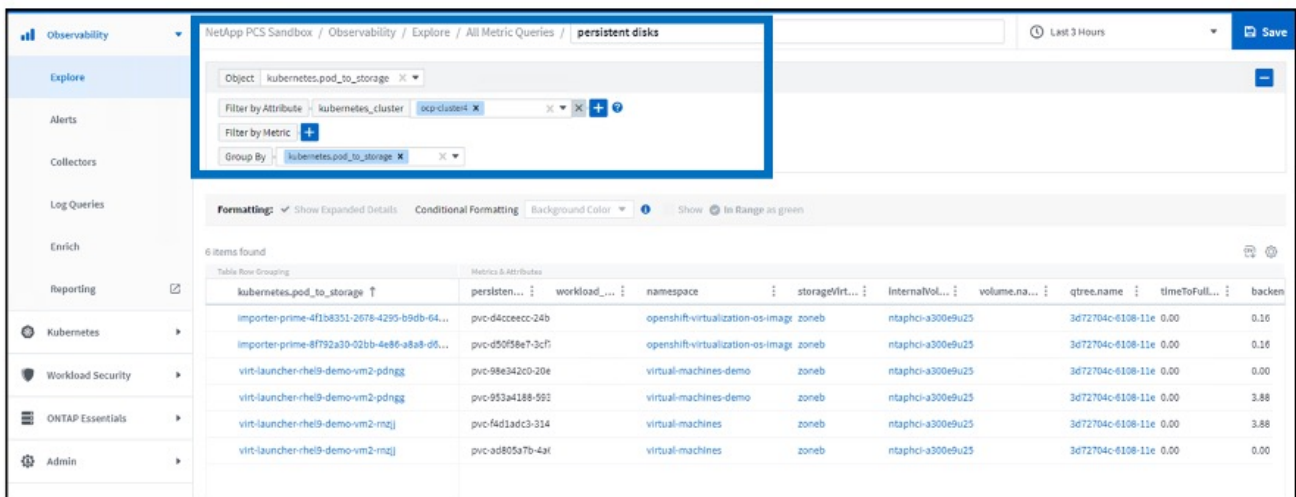 Observability
NetApp PCS Sandbox / Observability / Explore / All Metric Queries / persistent disks
Last 3 Hours
Save
Explore
Alerts
Collectors
Log Queries
Enrich
Reporting
Kubernetes
Workload Security
ONTAP Essentials
Admin
Object kubernetes.pod_to_storage
Filter by Attribute kubernetes_cluster ocp-cluster4
Filter by Metric
Group By kubernetes.pod_to_storage
Formatting: Show Expanded Details Conditional Formatting Background Color Show In Range as green
6 items found
Table Row Grouping Metrics & Attributes
kubernetes.pod_to_storage persisten... workload_... namespace storageVirt... internalVol... volume.na... qtree.name timeToFull... backen
importer-prime-4f1b8351-2678-4295-b9db-64... pvc-d4cceecc-24b openshift-virtualization-os-image zoneb ntaphci-a300e9u25 3d72704c-6108-11e 0.00 0.16
importer-prime-8f792a30-02bb-4e86-a8a8-d6... pvc-d50f58e7-3cf openshift-virtualization-os-image zoneb ntaphci-a300e9u25 3d72704c-6108-11e 0.00 0.16
virt-launcher-rhel9-demo-vm2-pdngg pvc-98e342c0-20e virtual-machines-demo zoneb ntaphci-a300e9u25 3d72704c-6108-11e 0.00 0.00
virt-launcher-rhel9-demo-vm2-pdngg pvc-953a4188-593 virtual-machines-demo zoneb ntaphci-a300e9u25 3d72704c-6108-11e 0.00 3.88
virt-launcher-rhel9-demo-vm2-rnzjj pvc-f4d1adc3-314 virtual-machines zoneb ntaphci-a300e9u25 3d72704c-6108-11e 0.00 3.88
virt-launcher-rhel9-demo-vm2-rnzjj pvc-ad805a7b-4a virtual-machines zoneb ntaphci-a300e9u25 3d72704c-6108-11e 0.00 0.00